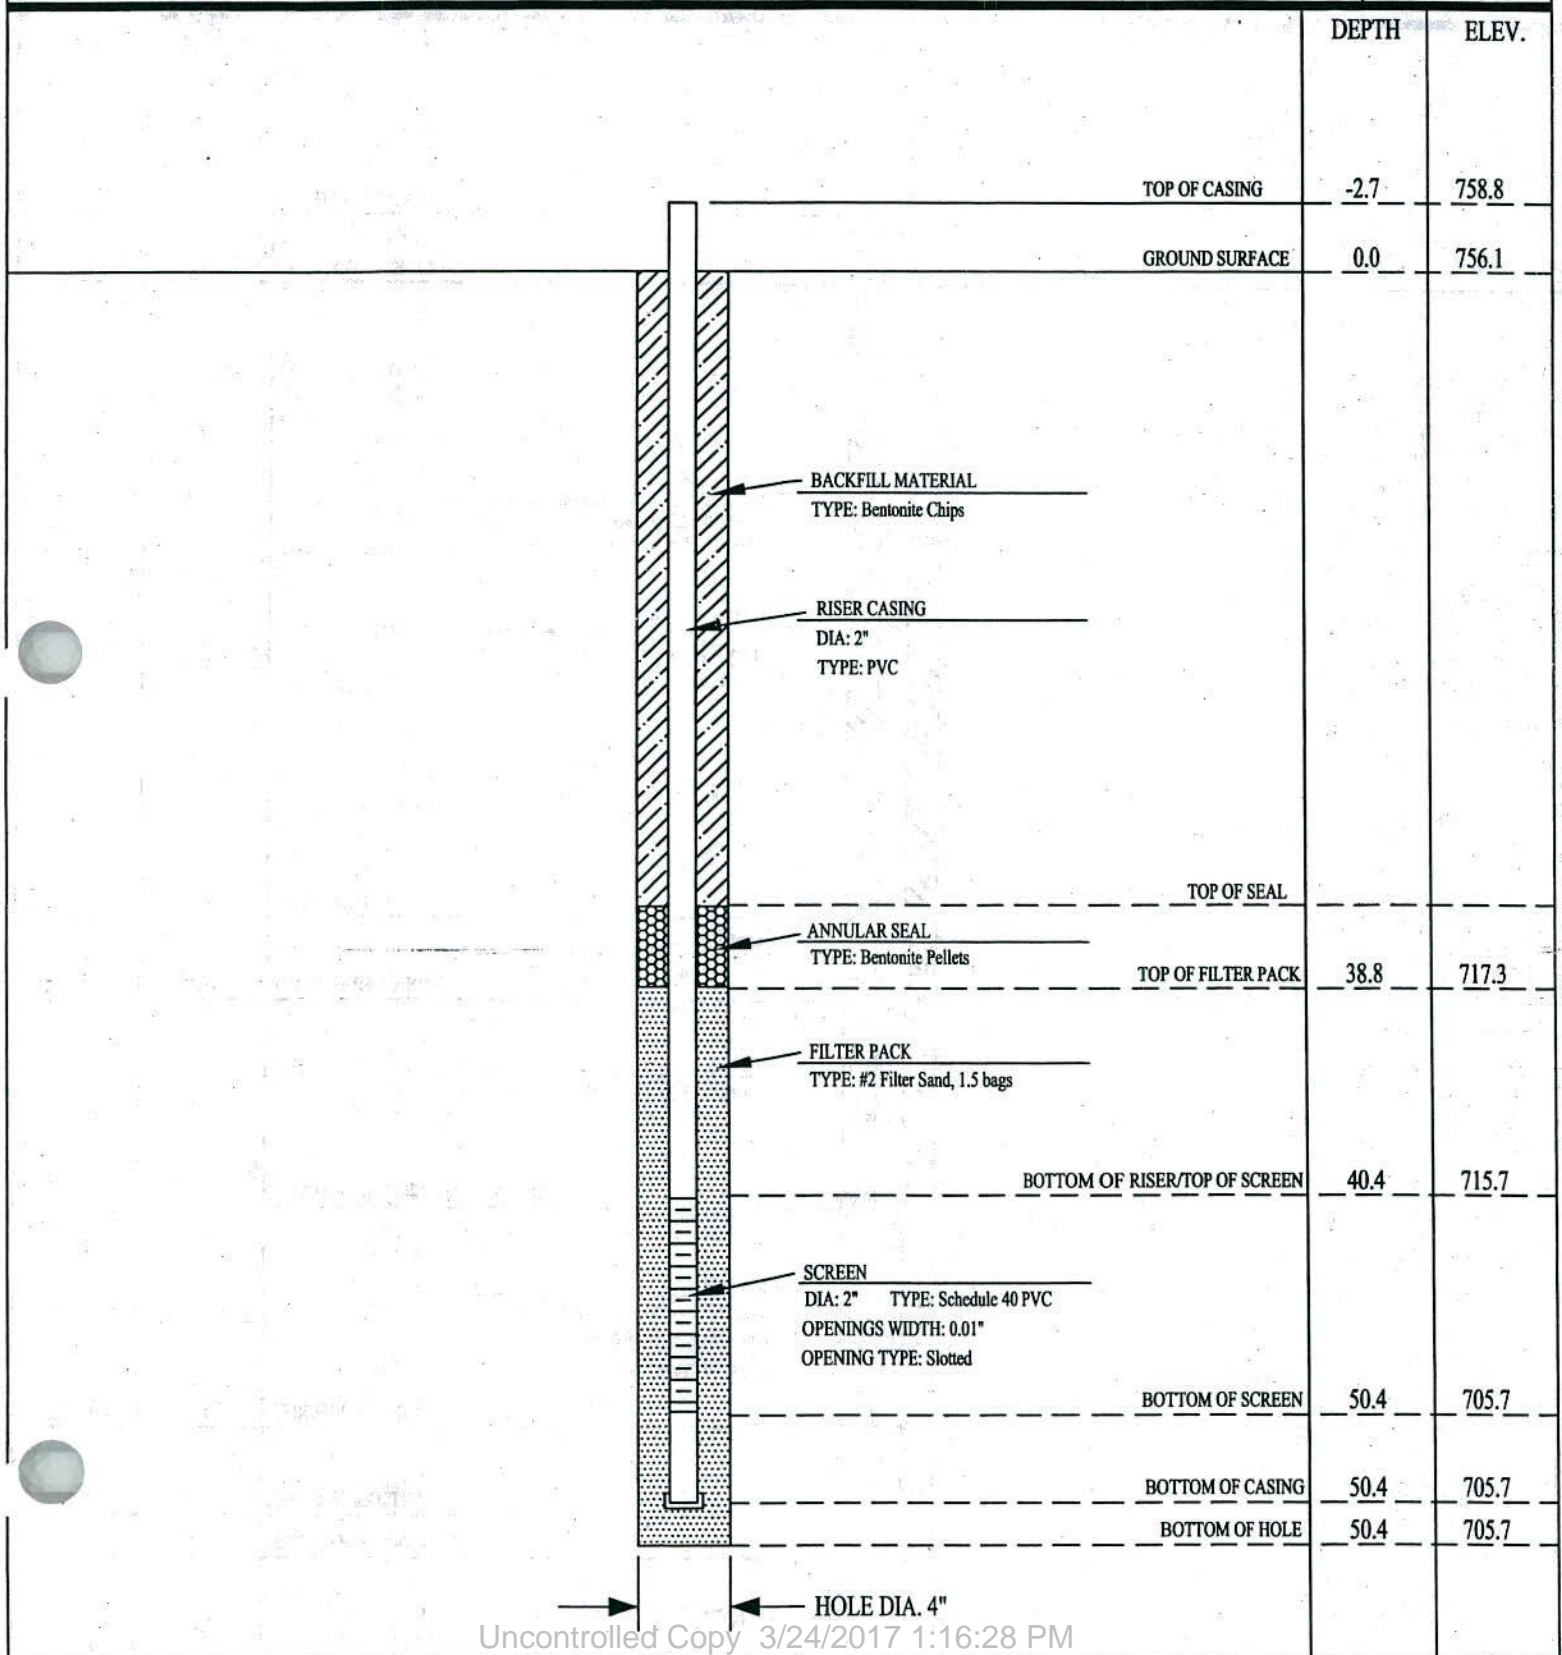 DEPTH ELEV.
TOP OF CASING -2.7 758.8
GROUND SURFACE 0.0 756.1
BACKFILL MATERIAL
TYPE: Bentonite Chips
RISER CASING
DIA: 2"
TYPE: PVC
TOP OF SEAL
ANNULAR SEAL
TYPE: Bentonite Pellets
TOP OF FILTER PACK 38.8 717.3
FILTER PACK
TYPE: #2 Filter Sand, 1.5 bags
BOTTOM OF RISER/TOP OF SCREEN 40.4 715.7
SCREEN
DIA: 2" TYPE: Schedule 40 PVC
OPENINGS WIDTH: 0.01"
OPENING TYPE: Slotted
BOTTOM OF SCREEN 50.4 705.7
BOTTOM OF CASING 50.4 705.7
BOTTOM OF HOLE 50.4 705.7
HOLE DIA. 4"
Uncontrolled Copy 3/24/2017 1:16:28 PM